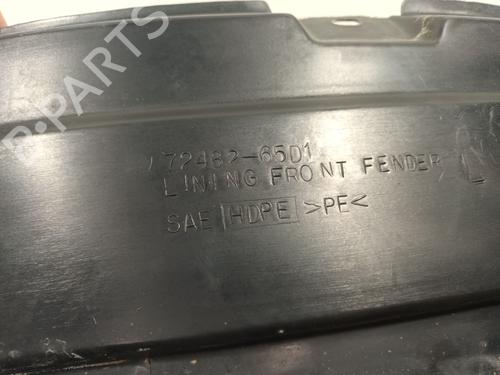 72482-65D1
LINING FRONT FENDER L
SAE HDPE >PE<
B-PARTS